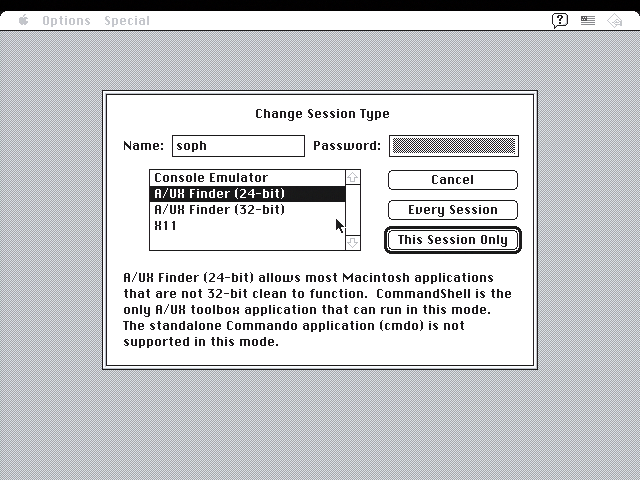 Options Special
Change Session Type
Name: soph Password:
Console Emulator
A/UX Finder (24-bit)
A/UX Finder (32-bit)
X11
Cancel
Every Session
This Session Only
A/UX Finder (24-bit) allows most Macintosh applications
that are not 32-bit clean to function. CommandShell is the
only A/UX toolbox application that can run in this mode.
The standalone Commando application (cmdo) is not
supported in this mode.